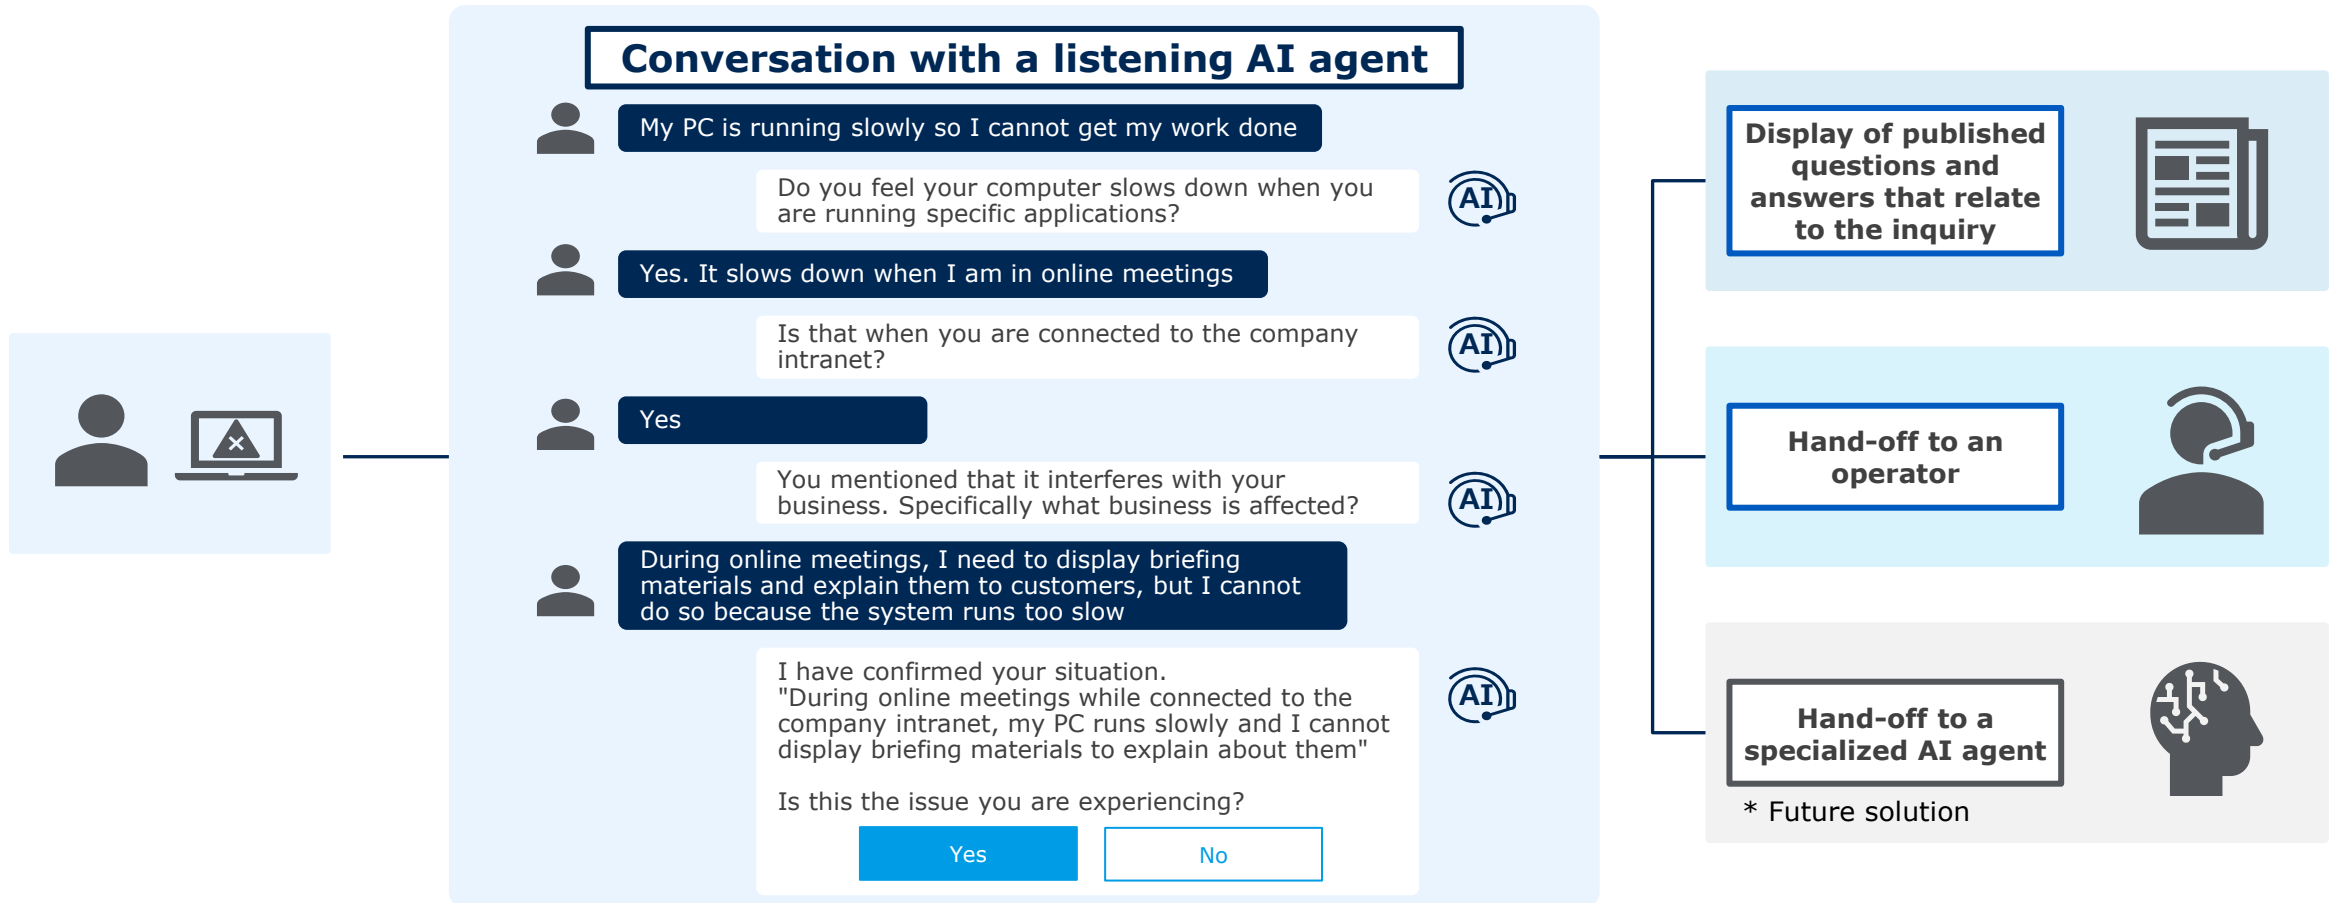 Conversation with a listening AI agent
My PC is running slowly so I cannot get my work done
Do you feel your computer slows down when you
are running specific applications?
AI
Yes. It slows down when I am in online meetings
Is that when you are connected to the company
intranet?
AI
Yes
You mentioned that it interferes with your
business. Specifically what business is affected?
AI
During online meetings, I need to display briefing
materials and explain them to customers, but I cannot
do so because the system runs too slow
I have confirmed your situation.
"During online meetings while connected to the
company intranet, my PC runs slowly and I cannot
display briefing materials to explain about them"
Is this the issue you are experiencing?
AI
Yes
No
Display of published
questions and
answers that relate
to the inquiry
Hand-off to an
operator
Hand-off to a
specialized AI agent
* Future solution